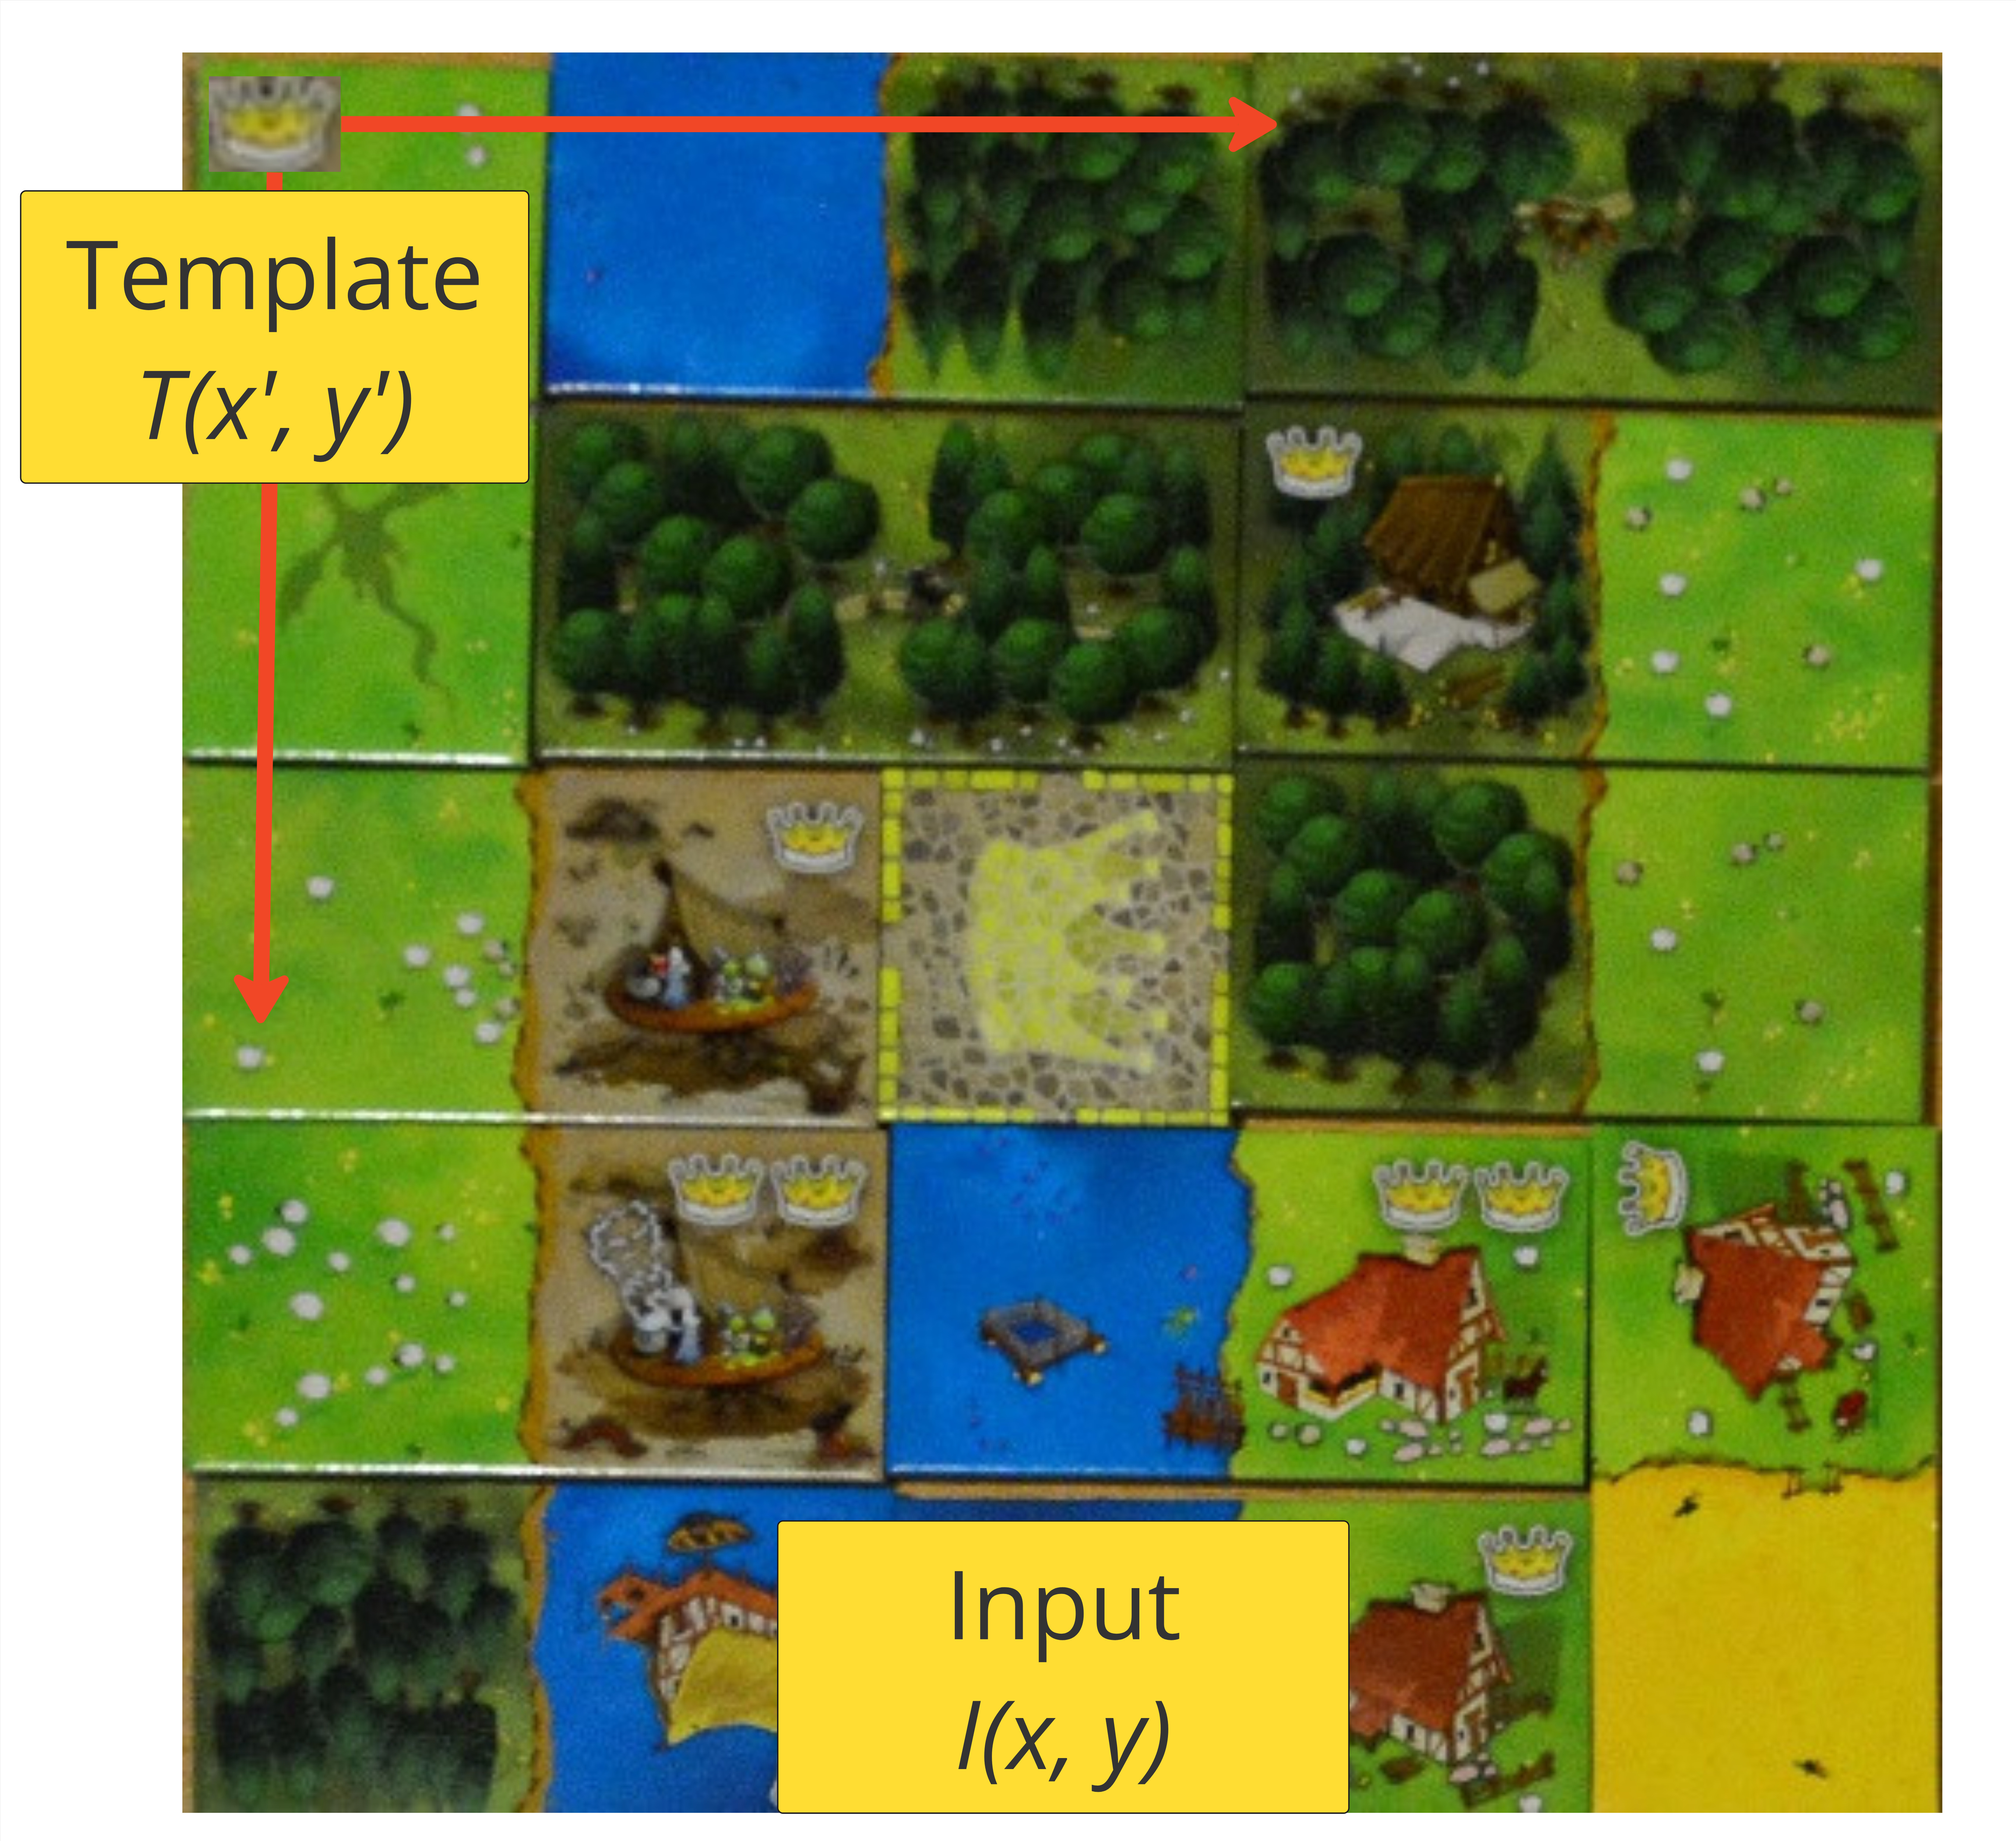 Template
T(x', y')
Input
I(x, y)